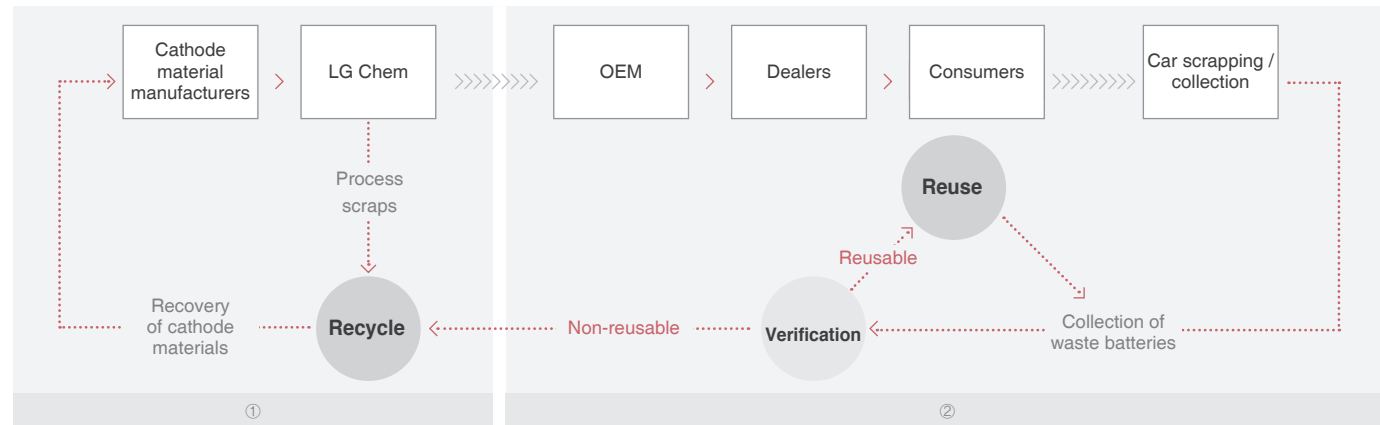 Cathode
material
manufacturers
LG Chem
OEM
Dealers
Consumers
Car scrapping /
collection
Process
scraps
Reuse
Reusable
Recovery
of cathode
materials
Recycle
Non-reusable
Verification
Collection of
waste batteries
①
②